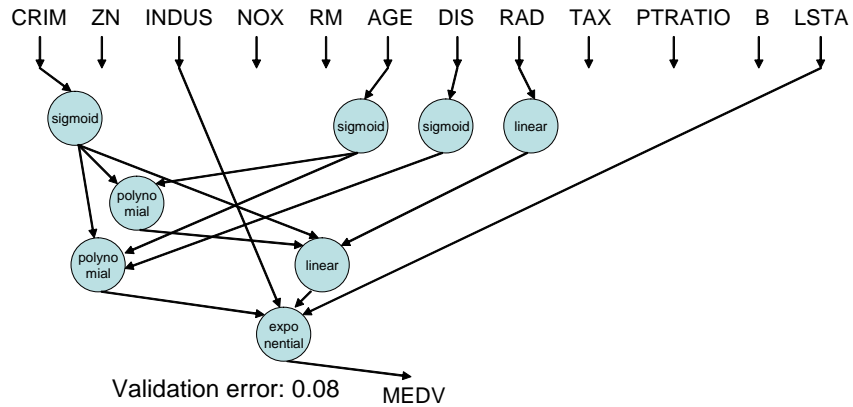 CRIM ZN INDUS NOX RM AGE DIS RAD TAX PTRATIO B LSTA
sigmoid
sigmoid
sigmoid
linear
polyno
mial
polyno
mial
linear
expo
nential
Validation error: 0.08
MEDV